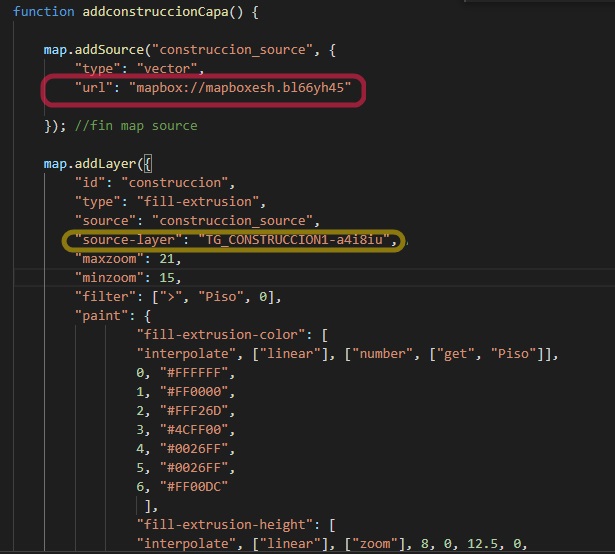 function addconstruccionCapa() {
map.addSource("construccion_source", {
"type": "vector",
"url": "mapbox://mapboxesh.bl66yh45"
}); //fin map source
map.addLayer({
"id": "construccion",
"type": "fill-extrusion",
"source": "construccion_source",
"source-layer": "TG_CONSTRUCCION1-a4i8iu",
"maxzoom": 21,
"minzoom": 15,
"filter": [">", "Piso", 0],
"paint": {
"fill-extrusion-color": [
"interpolate", ["linear"], ["number", ["get", "Piso"]],
0, "#FFFFFF",
1, "#FF0000",
2, "#FFF26D",
3, "#4CFF00",
4, "#0026FF",
5, "#0026FF",
6, "#FF00DC"
],
"fill-extrusion-height": [
"interpolate", ["linear"], ["zoom"], 8, 0, 12.5, 0,